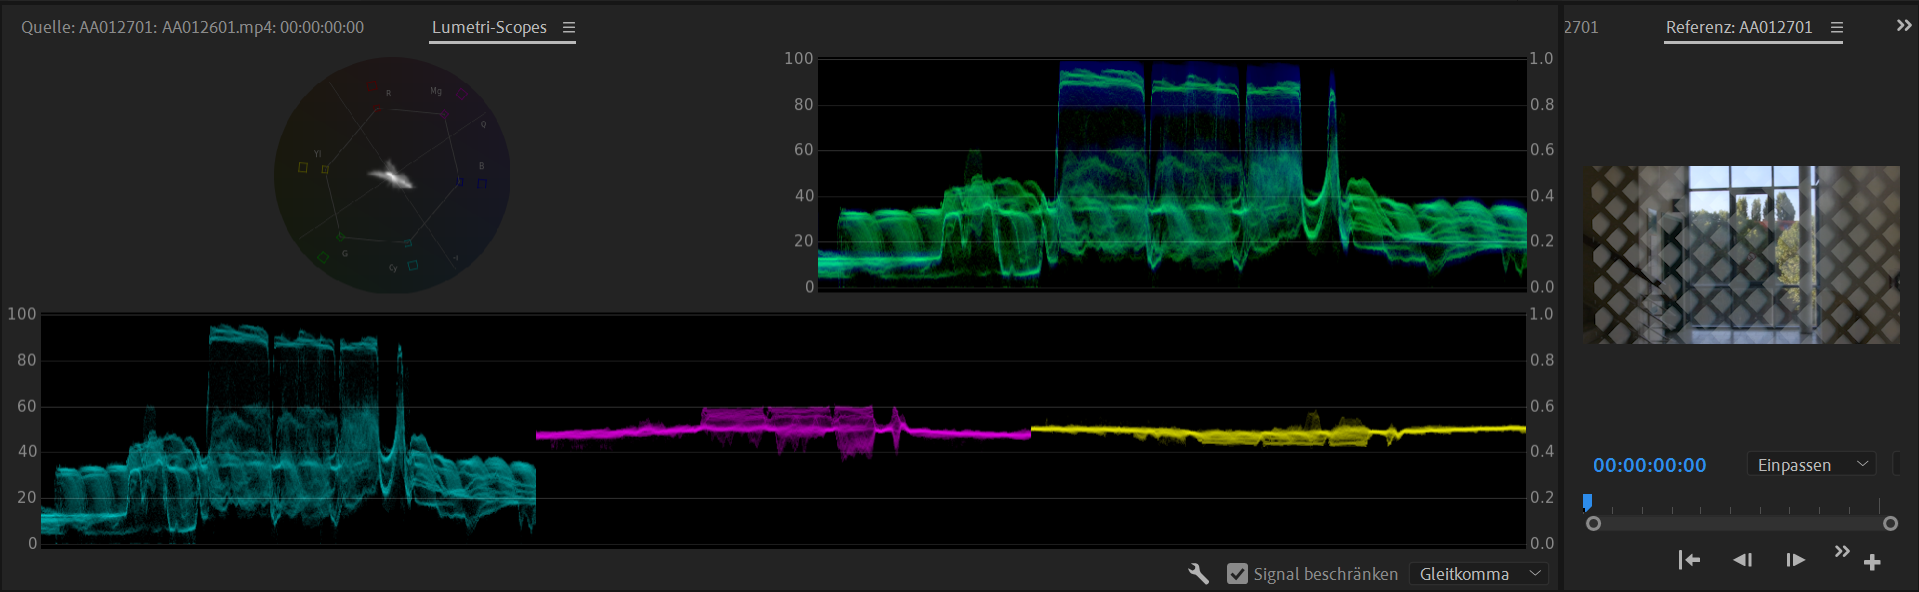 Quelle: AA012701: AA012601.mp4: 00:00:00:00
Lumetri-Scopes
2701
Referenz: AA012701
R
Mg
Q
B
Yl
G
Cy
-I
100
80
60
40
20
0
1.0
0.8
0.6
0.4
0.2
0.0
100
80
60
40
20
0
1.0
0.8
0.6
0.4
0.2
0.0
Signal beschränken
Gleitkomma
00:00:00:00
Einpassen